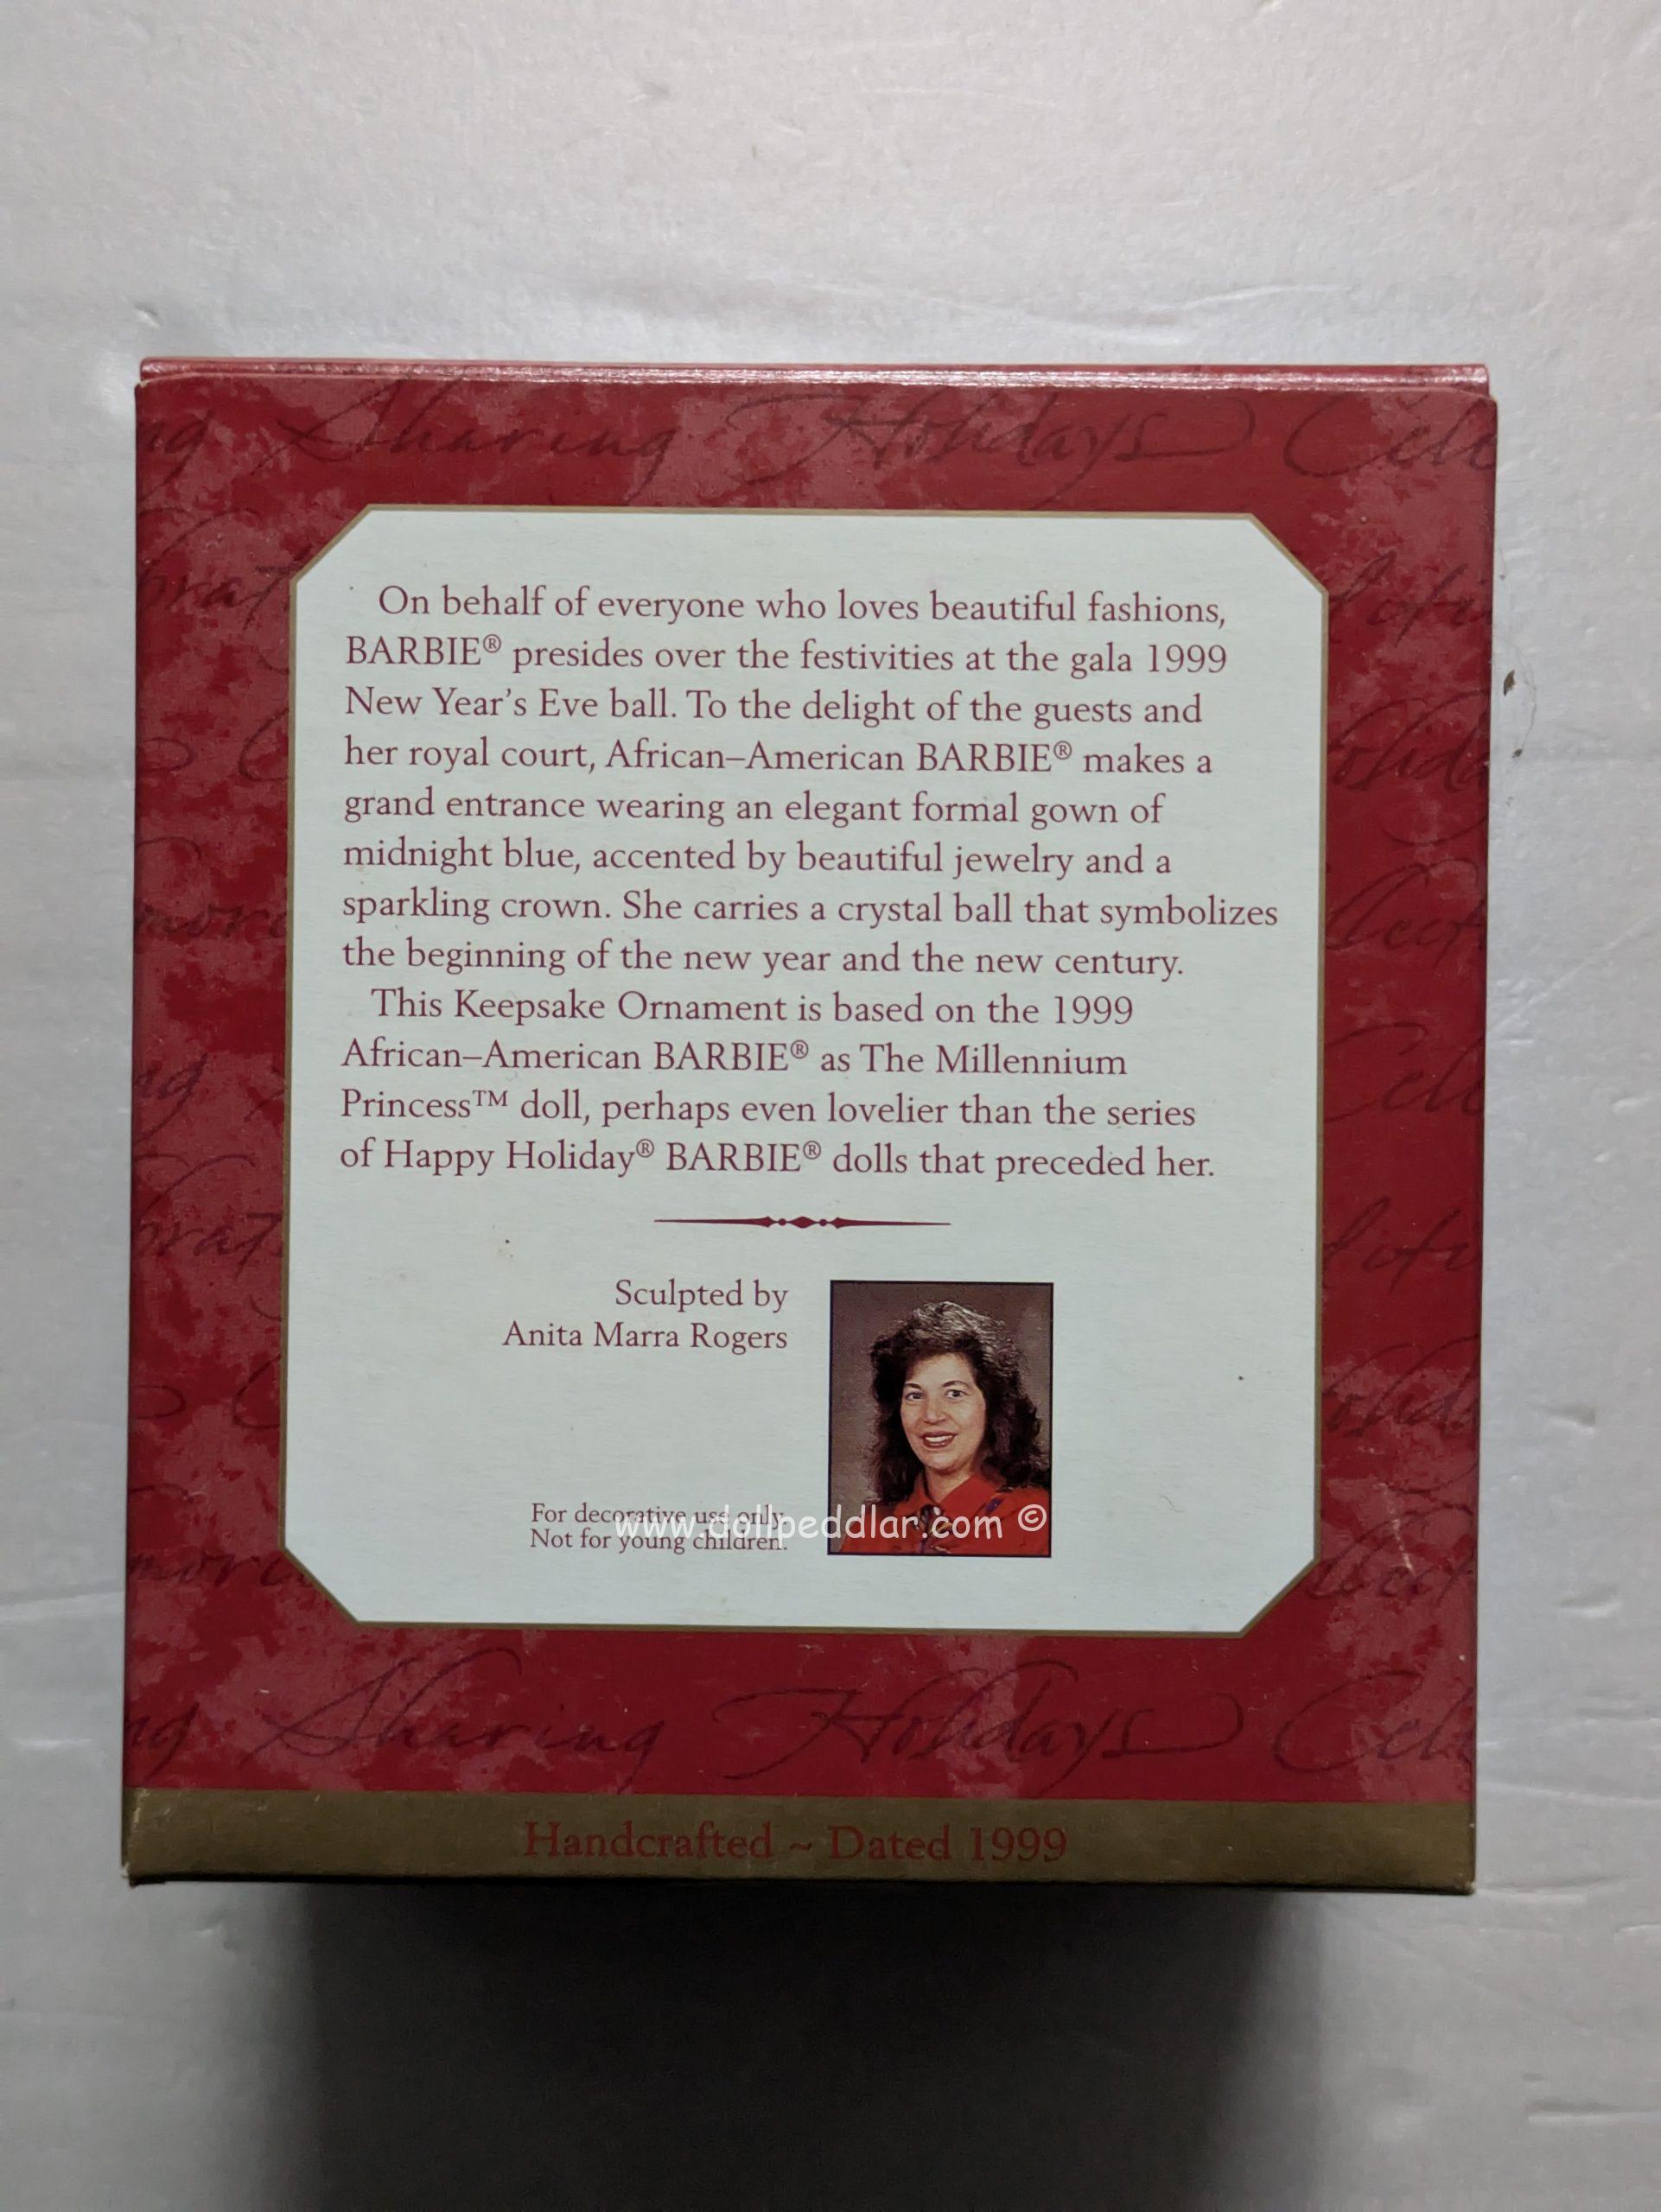 Sharing Holidays
On behalf of everyone who loves beautiful fashions,
BARBIE® presides over the festivities at the gala 1999
New Year's Eve ball. To the delight of the guests and
her royal court, African–American BARBIE® makes a
grand entrance wearing an elegant formal gown of
midnight blue, accented by beautiful jewelry and a
sparkling crown. She carries a crystal ball that symbolizes
the beginning of the new year and the new century.
This Keepsake Ornament is based on the 1999
African–American BARBIE® as The Millennium
Princess™ doll, perhaps even lovelier than the series
of Happy Holiday® BARBIE® dolls that preceded her.
Sculpted by
Anita Marra Rogers
For decorative use only.
Not for young children.
www.dollpeddlar.com ©
Sharing Holidays
Handcrafted ~ Dated 1999